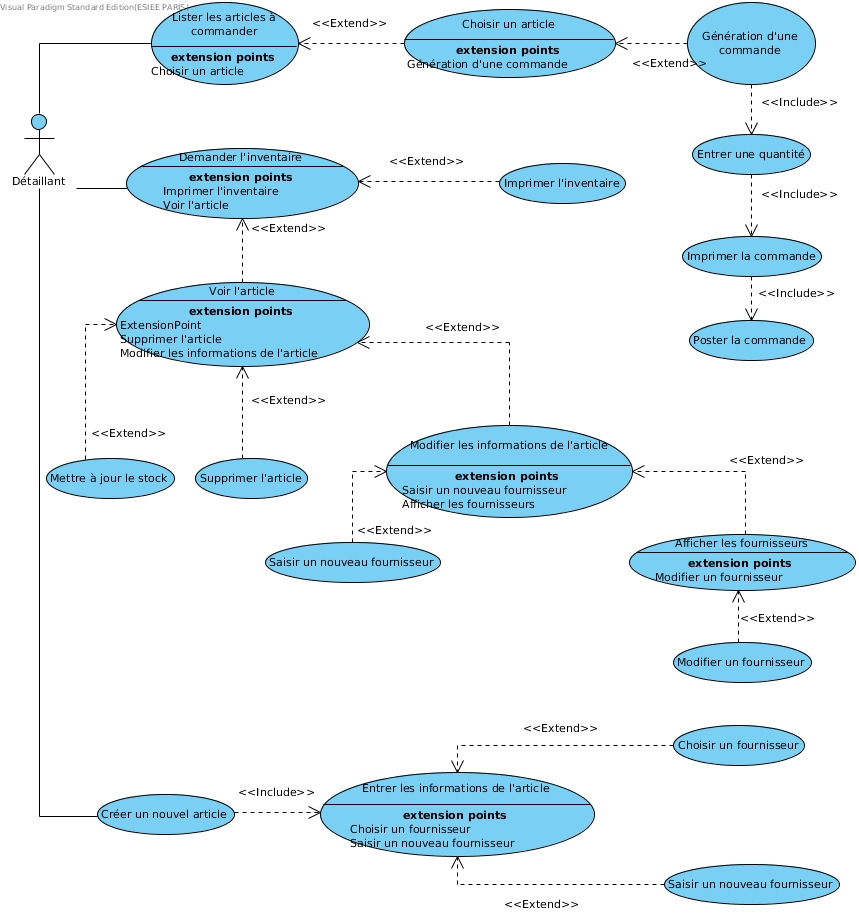 Visual Paradigm Standard Edition(ESIEE PARIS)
Lister les articles à
commander
extension points
Choisir un article
<<Extend>>
Choisir un article
extension points
Génération d'une commande
<<Extend>>
Génération d'une
commande
<<Include>>
Entrer une quantité
<<Include>>
Imprimer la commande
<<Include>>
Poster la commande
Détaillant
Demander l'inventaire
extension points
Imprimer l'inventaire
Voir l'article
<<Extend>>
Imprimer l'inventaire
<<Extend>>
Voir l'article
extension points
ExtensionPoint
Supprimer l'article
Modifier les informations de l'article
<<Extend>>
<<Extend>>
<<Extend>>
Mettre à jour le stock
Supprimer l'article
Modifier les informations de l'article
extension points
Saisir un nouveau fournisseur
Afficher les fournisseurs
<<Extend>>
<<Extend>>
Saisir un nouveau fournisseur
Afficher les fournisseurs
extension points
Modifier un fournisseur
<<Extend>>
Modifier un fournisseur
<<Extend>>
Choisir un fournisseur
Créer un nouvel article
<<Include>>
Entrer les informations de l'article
extension points
Choisir un fournisseur
Saisir un nouveau fournisseur
Saisir un nouveau fournisseur
<<Extend>>